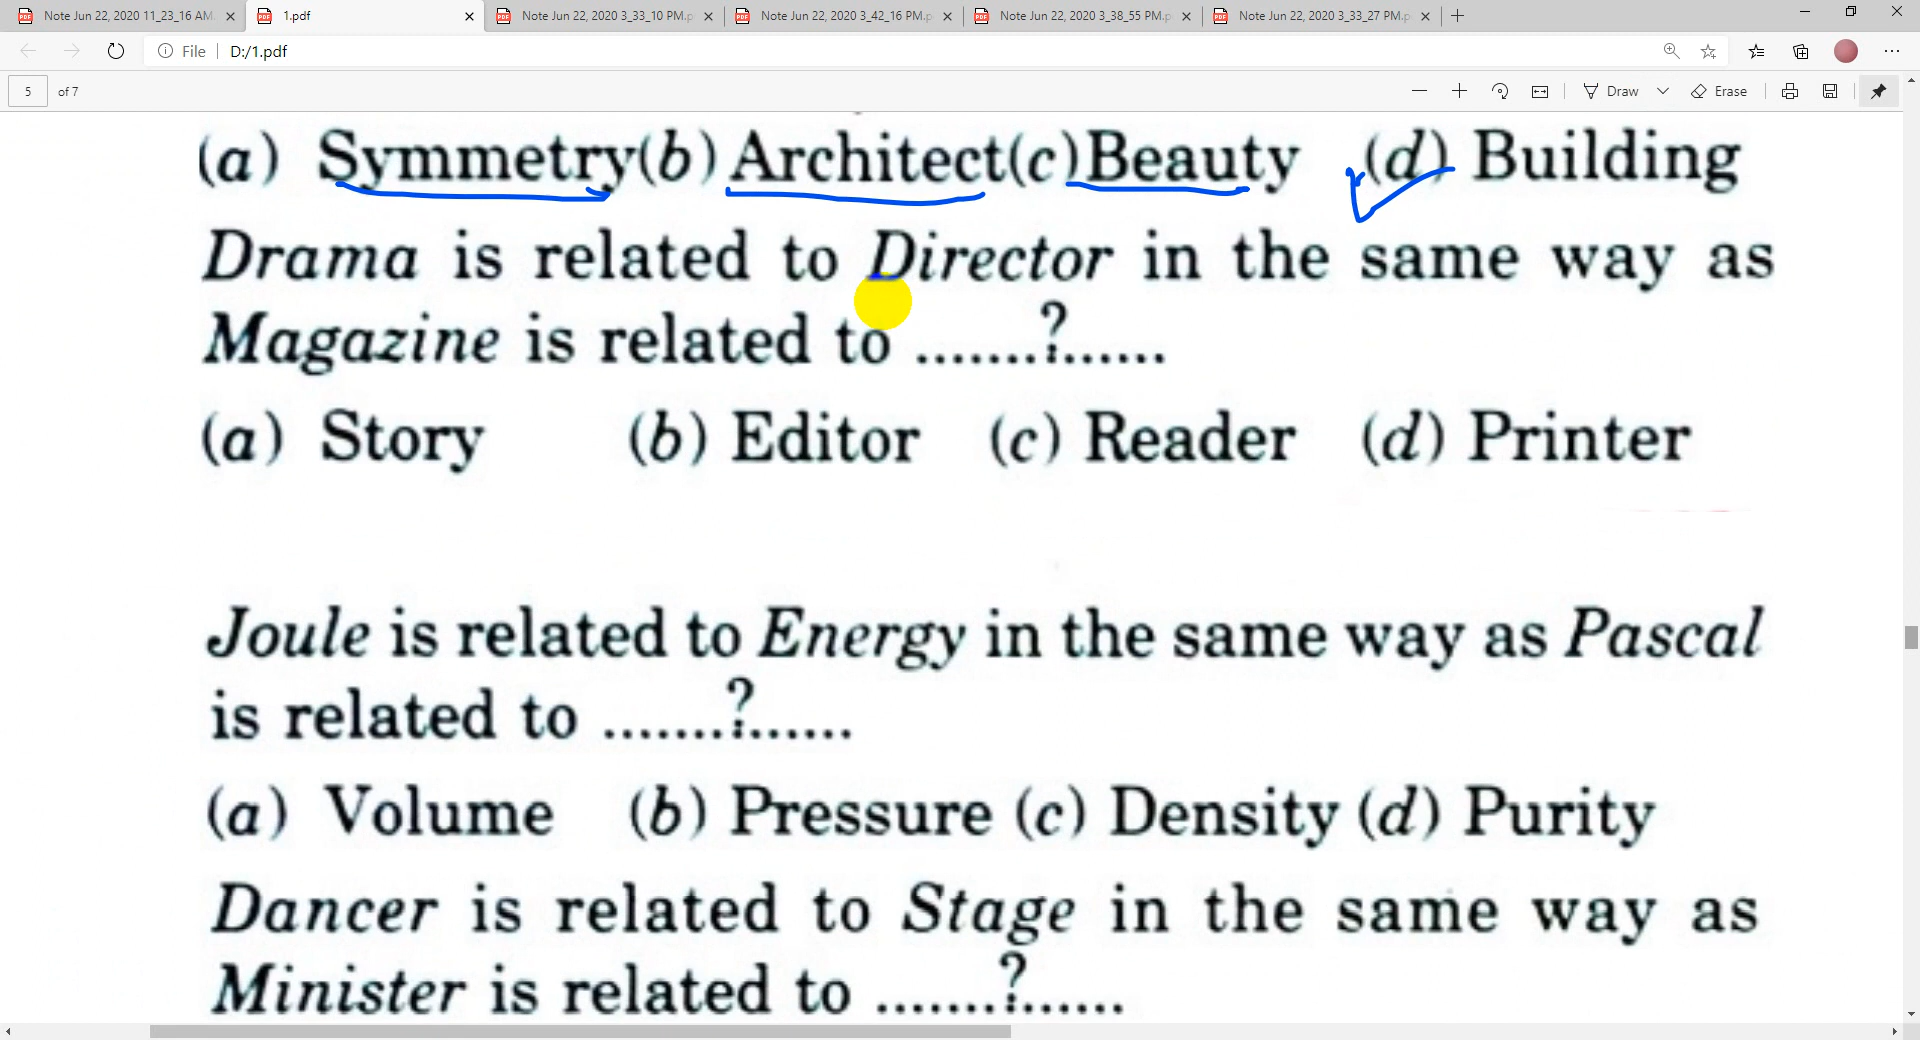 Note Jun 22, 2020 11_23_16 AM.
1.pdf
Note Jun 22, 2020 3_33_10 PM.p
Note Jun 22, 2020 3_42_16 PM.p
Note Jun 22, 2020 3_38_55 PM.p
Note Jun 22, 2020 3_33_27 PM.p
File D:/1.pdf
5 of 7 Draw Erase
(a) Symmetry(b) Architect(c)Beauty (d) Building
Drama is related to Director in the same way as
Magazine is related to .......?......
(a) Story (b) Editor (c) Reader (d) Printer
Joule is related to Energy in the same way as Pascal
is related to .......?......
(a) Volume (b) Pressure (c) Density (d) Purity
Dancer is related to Stage in the same way as
Minister is related to .......?......